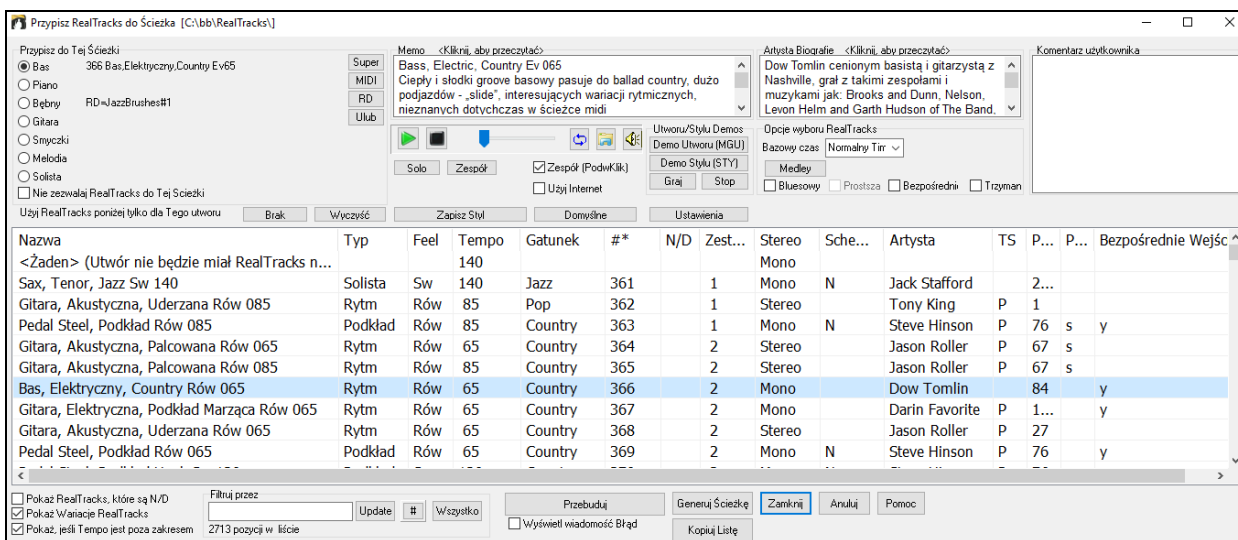 Przypisz RealTracks do Ścieżka [C:\bb\RealTracks\]
Przypisz do Tej Śćieżki
Bas 366 Bas,Elektryczny,Country Ev65
Piano
Bębny RD=JazzBrushes#1
Gitara
Smyczki
Melodia
Solista
Nie zezwalaj RealTracks do Tej Scieżki
Super
MIDI
RD
Ulub
Memo <Kliknij, aby przeczytać>
Bass, Electric, Country Ev 065
Ciepły i słodki groove basowy pasuje do ballad country, dużo
podjazdów - „slide”, interesujących wariacji rytmicznych,
nieznanych dotychczas w ścieżce midi
Solo Zespół
Zespół (PodwKlik)
Użyj Internet
Utworu/Stylu Demos
Demo Utworu (MGU)
Demo Stylu (STY)
Graj Stop
Artysta Biografie <Kliknij, aby przeczytać>
Dow Tomlin cenionym basistą i gitarzystą z
Nashville, grał z takimi zespołami i
muzykami jak: Brooks and Dunn, Nelson,
Levon Helm and Garth Hudson of The Band,
Opcje wyboru RealTracks
Bazowy czas Normalny Tim
Medley
Bluesowy Prostsza Bezpośredni Trzyman
Komentarz użytkownika
Użyj RealTracks poniżej tylko dla Tego utworu Brak Wyczyść Zapisz Styl Domyślne Ustawienia
Nazwa Typ Feel Tempo Gatunek #* N/D Zest... Stereo Sche... Artysta TS P... P... Bezpośrednie Wejśc
<Żaden> (Utwór nie będzie miał RealTracks n... 140 Mono
Sax, Tenor, Jazz Sw 140 Solista Sw 140 Jazz 361 1 Mono N Jack Stafford 2...
Gitara, Akustyczna, Uderzana Rów 085 Rytm Rów 85 Pop 362 1 Stereo Tony King P 1
Pedal Steel, Podkład Rów 085 Podkład Rów 85 Country 363 1 Mono N Steve Hinson P 76 s y
Gitara, Akustyczna, Palcowana Rów 065 Rytm Rów 65 Country 364 2 Stereo Jason Roller P 67 s
Gitara, Akustyczna, Palcowana Rów 085 Rytm Rów 65 Country 365 2 Stereo Jason Roller P 67 s
Bas, Elektryczny, Country Rów 065 Rytm Rów 65 Country 366 2 Mono Dow Tomlin 84 y
Gitara, Elektryczna, Podkład Marząca Rów 065 Rytm Rów 65 Country 367 2 Mono Darin Favorite P 1... y
Gitara, Akustyczna, Uderzana Rów 065 Rytm Rów 65 Country 368 2 Stereo Jason Roller P 27
Pedal Steel, Podkład Rów 065 Podkład Rów 65 Country 369 2 Mono N Steve Hinson P 76 y
Pokaż RealTracks, które są N/D
Pokaż Wariacje RealTracks
Pokaż, jeśli Tempo jest poza zakresem
Filtruj przez
Update # Wszystko
2713 pozycji w liście
Przebuduj
Wyświetl wiadomość Błąd
Generuj Ścieżkę Zamknij Anuluj Pomoc
Kopiuj Listę